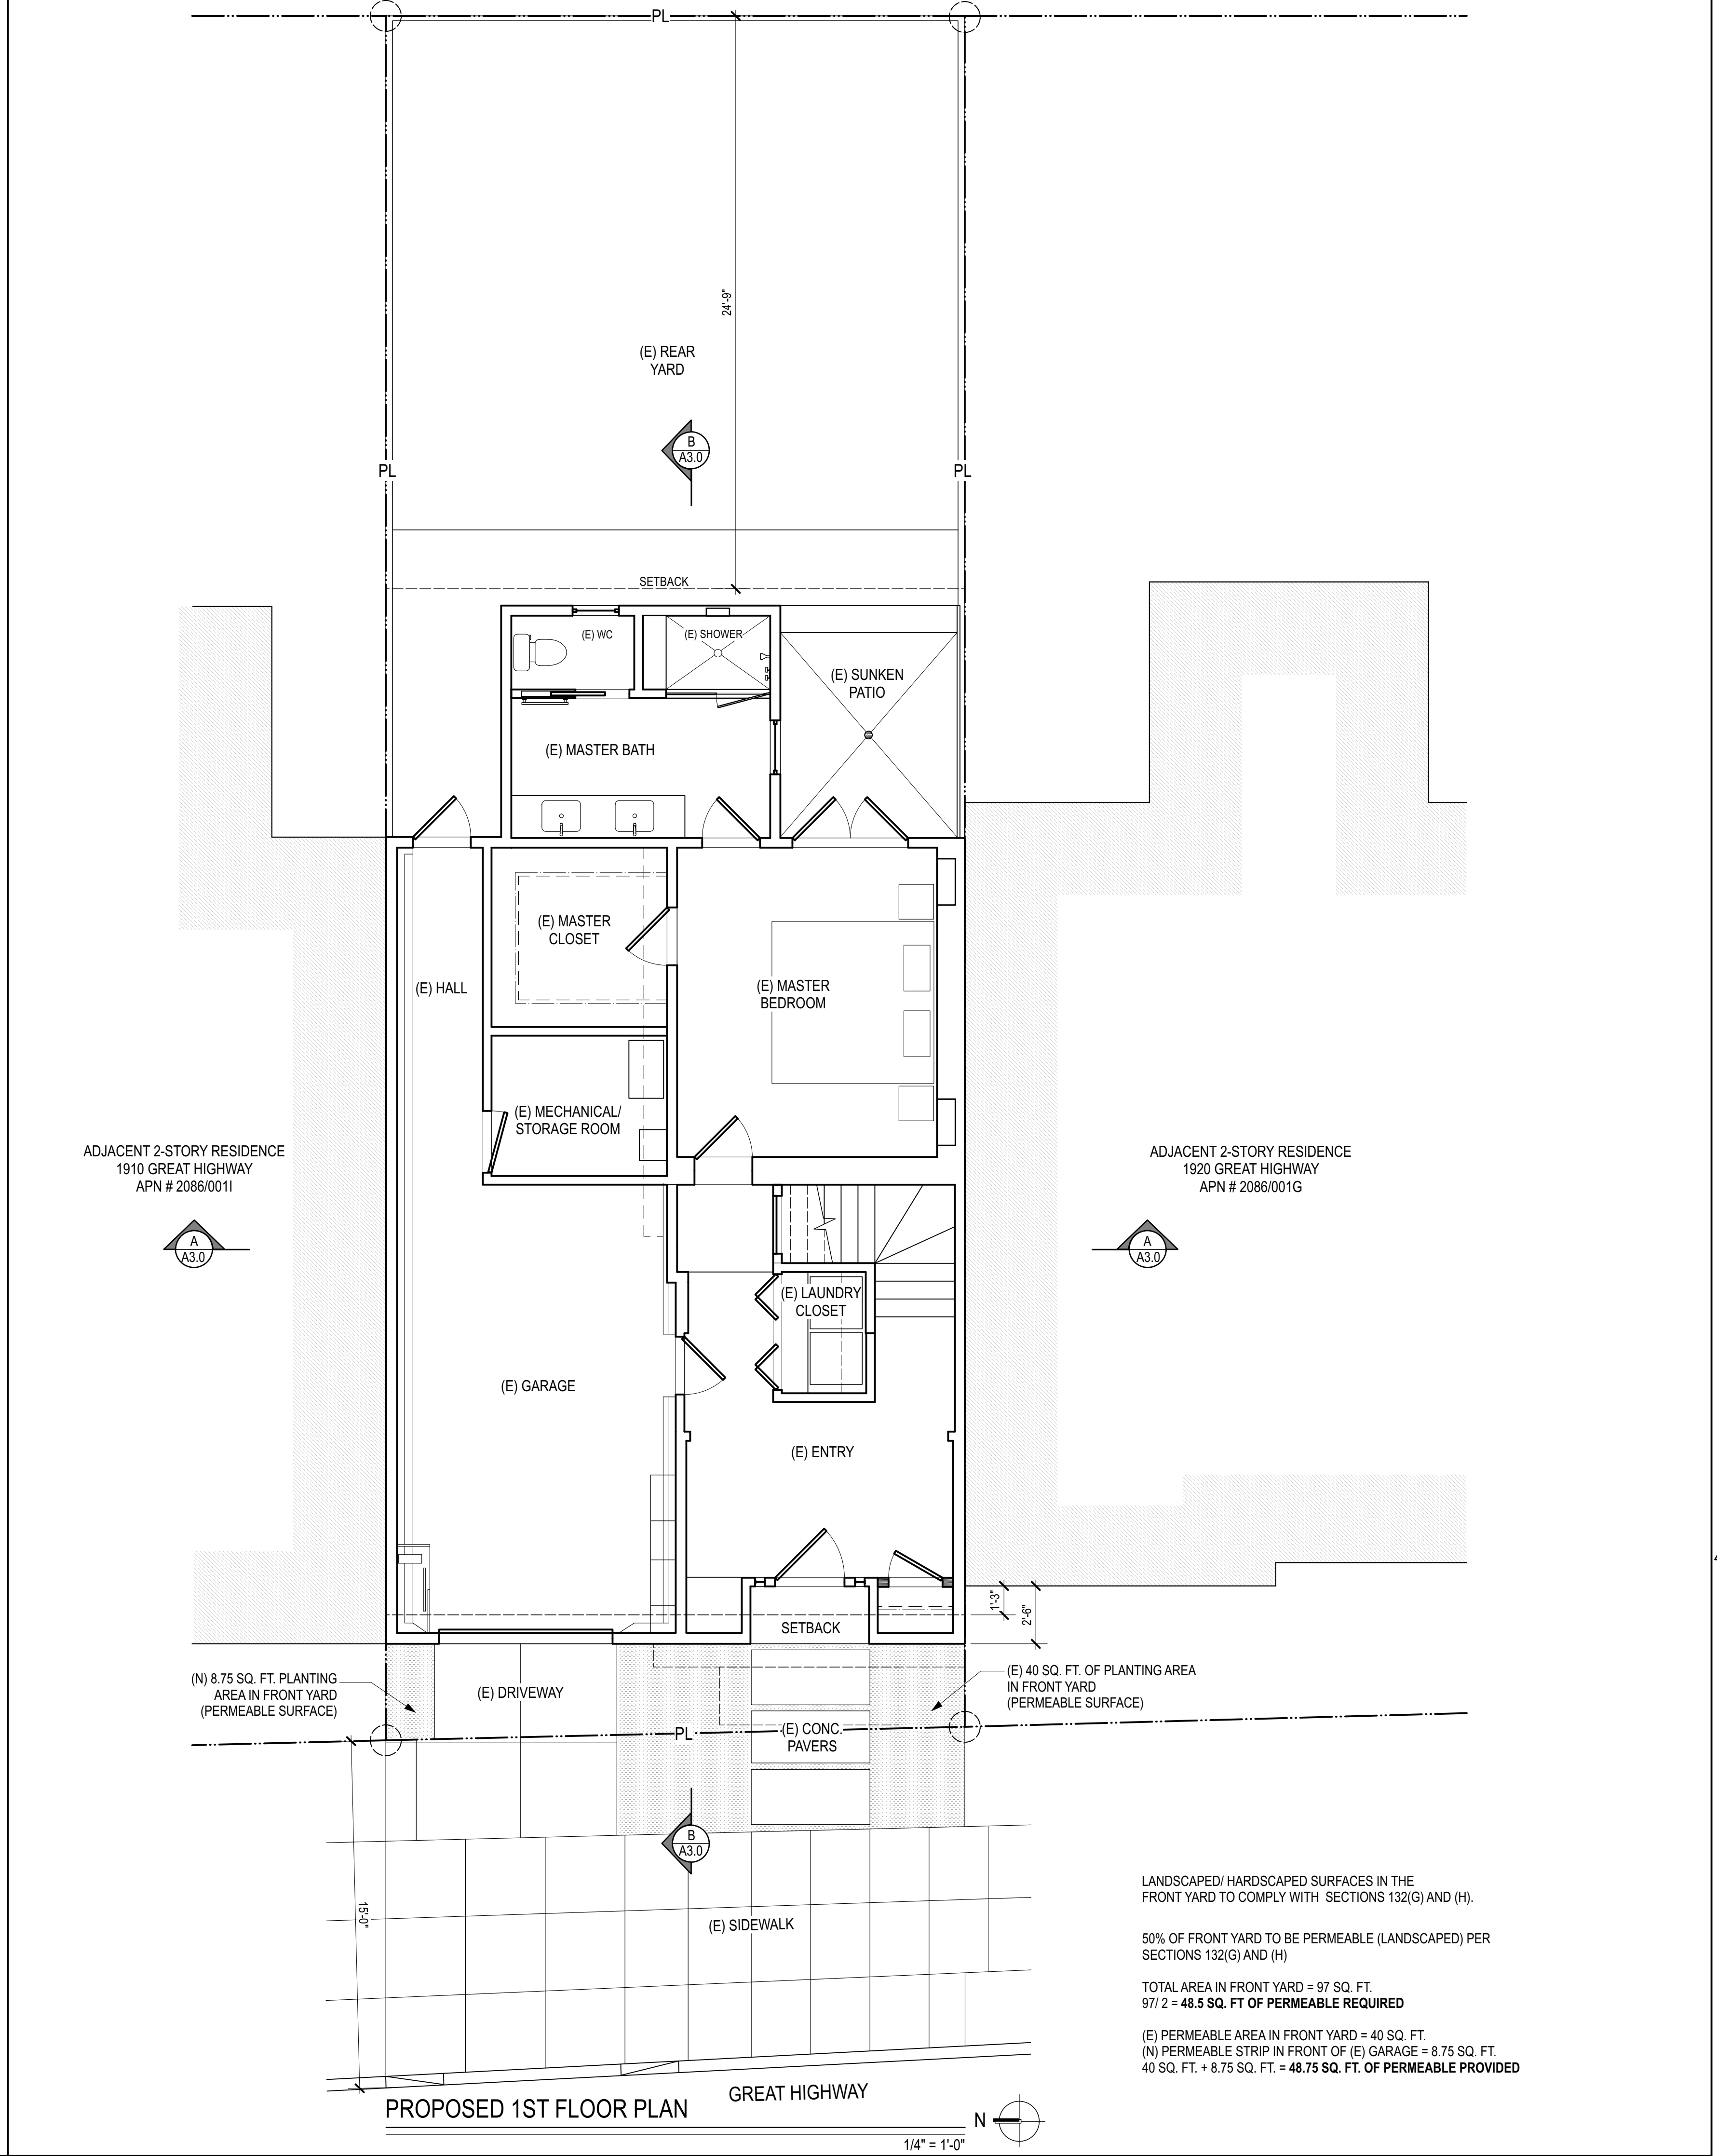 PL
24'-9"
(E) REAR
YARD
B
A3.0
PL
PL
SETBACK
(E) WC
(E) SHOWER
(E) SUNKEN
PATIO
(E) MASTER BATH
(E) MASTER
CLOSET
(E) HALL
(E) MASTER
BEDROOM
(E) MECHANICAL/
STORAGE ROOM
ADJACENT 2-STORY RESIDENCE
1910 GREAT HIGHWAY
APN # 2086/001I
ADJACENT 2-STORY RESIDENCE
1920 GREAT HIGHWAY
APN # 2086/001G
A
A3.0
A
A3.0
(E) LAUNDRY
CLOSET
(E) GARAGE
(E) ENTRY
1'-3"
2'-6"
SETBACK
(N) 8.75 SQ. FT. PLANTING
AREA IN FRONT YARD
(PERMEABLE SURFACE)
(E) DRIVEWAY
(E) 40 SQ. FT. OF PLANTING AREA
IN FRONT YARD
(PERMEABLE SURFACE)
PL
(E) CONC.
PAVERS
B
A3.0
15'-0"
(E) SIDEWALK
LANDSCAPED/ HARDSCAPED SURFACES IN THE
FRONT YARD TO COMPLY WITH SECTIONS 132(G) AND (H).
50% OF FRONT YARD TO BE PERMEABLE (LANDSCAPED) PER
SECTIONS 132(G) AND (H)
TOTAL AREA IN FRONT YARD = 97 SQ. FT.
97/ 2 = 48.5 SQ. FT OF PERMEABLE REQUIRED
(E) PERMEABLE AREA IN FRONT YARD = 40 SQ. FT.
(N) PERMEABLE STRIP IN FRONT OF (E) GARAGE = 8.75 SQ. FT.
40 SQ. FT. + 8.75 SQ. FT. = 48.75 SQ. FT. OF PERMEABLE PROVIDED
GREAT HIGHWAY
PROPOSED 1ST FLOOR PLAN
N
1/4" = 1'-0"